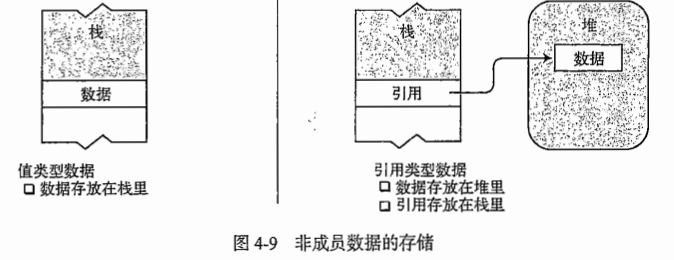 栈
数据
值类型数据
数据存放在栈里
栈
引用
堆
数据
引用类型数据
数据存放在堆里
引用存放在栈里
图 4-9 非成员数据的存储